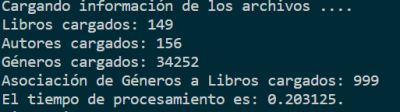 Cargando información de los archivos ....
Libros cargados: 149
Autores cargados: 156
Géneros cargados: 34252
Asociación de Géneros a Libros cargados: 999
El tiempo de procesamiento es: 0.203125.